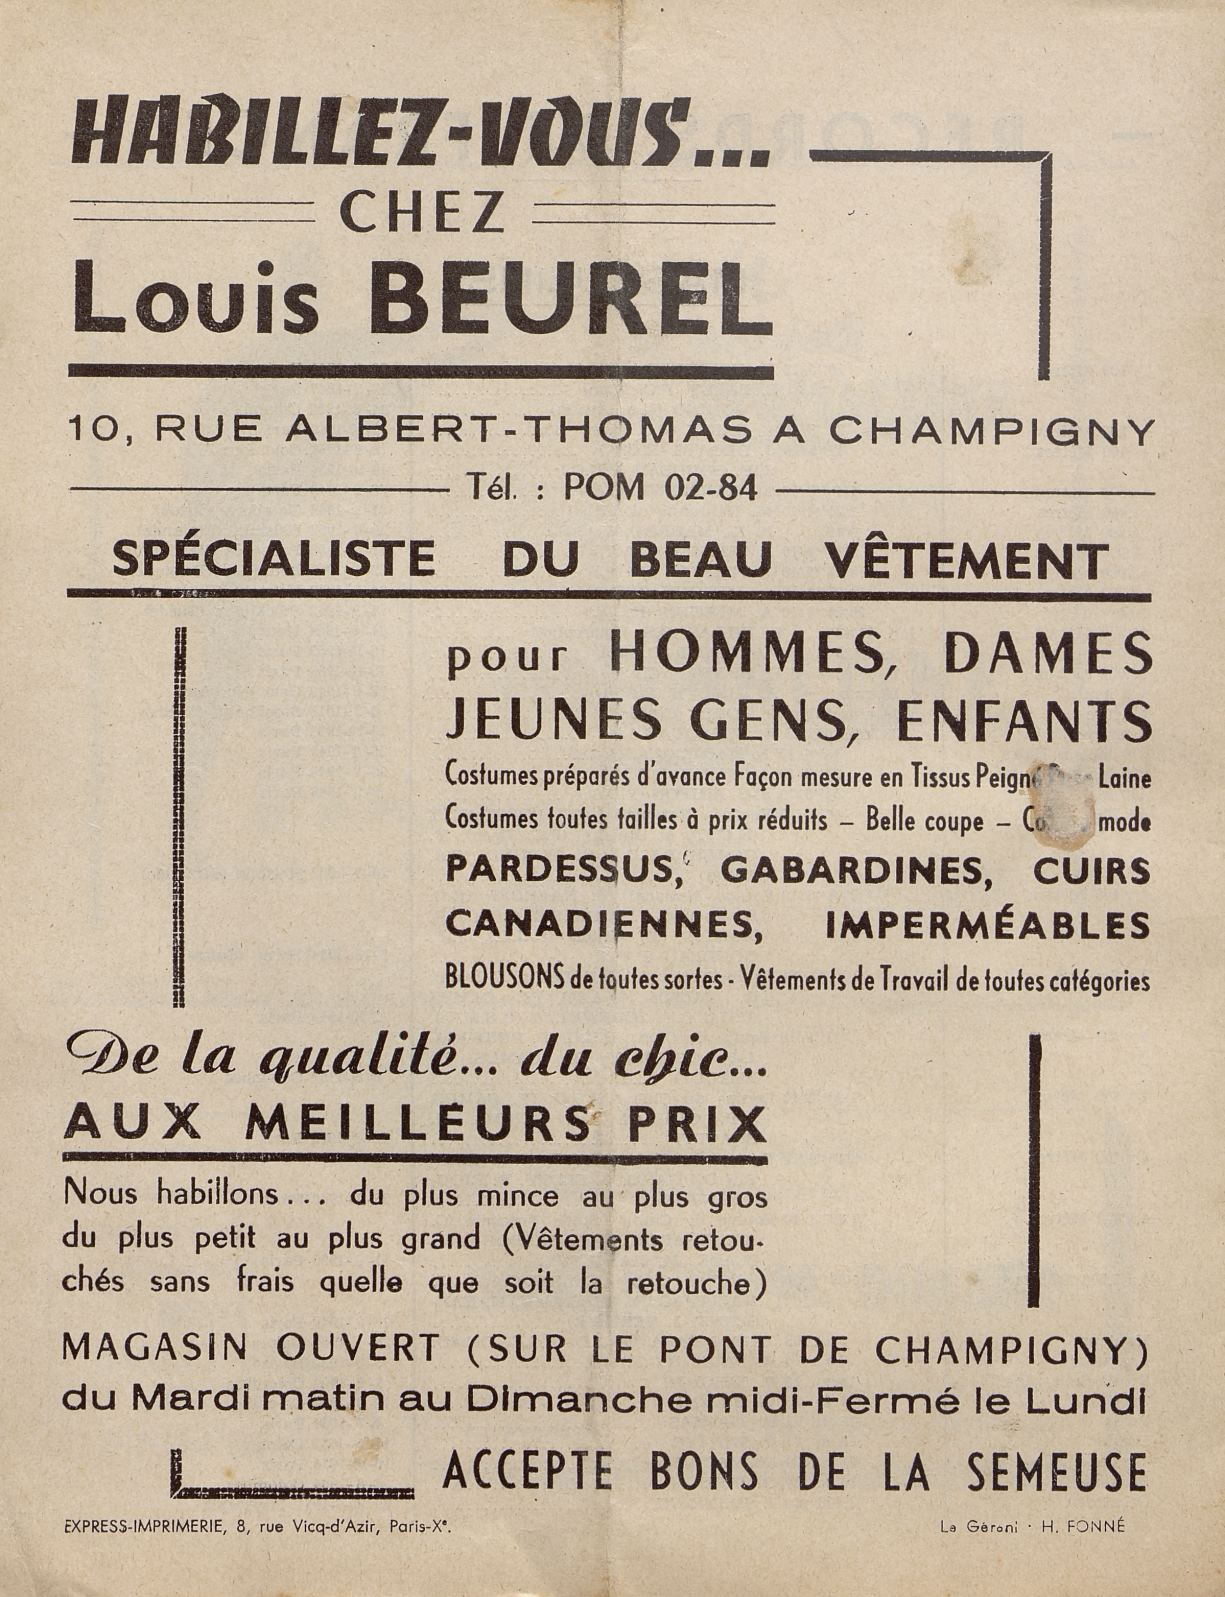 HABILLEZ-VOUS...
CHEZ
Louis BEUREL
10, RUE ALBERT-THOMAS A CHAMPIGNY
Tél. : POM 02-84
SPÉCIALISTE DU BEAU VÊTEMENT
pour HOMMES, DAMES
JEUNES GENS, ENFANTS
Costumes préparés d'avance Façon mesure en Tissus Peigné Laine
Costumes toutes tailles à prix réduits – Belle coupe – mode
PARDESSUS, GABARDINES, CUIRS
CANADIENNES, IMPERMÉABLES
BLOUSONS de toutes sortes - Vêtements de Travail de toutes catégories
De la qualité... du chic...
AUX MEILLEURS PRIX
Nous habillons... du plus mince au plus gros
du plus petit au plus grand (Vêtements retou-
chés sans frais quelle que soit la retouche)
MAGASIN OUVERT (SUR LE PONT DE CHAMPIGNY)
du Mardi matin au Dimanche midi-Fermé le Lundi
ACCEPTE BONS DE LA SEMEUSE
EXPRESS-IMPRIMERIE, 8, rue Vicq-d'Azir, Paris-Xe.
Le Gérant · H. FONNÉ